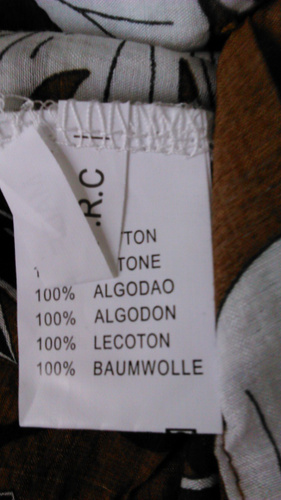 .R.C
TON
TONE
100% ALGODAO
100% ALGODON
100% LECOTON
100% BAUMWOLLE